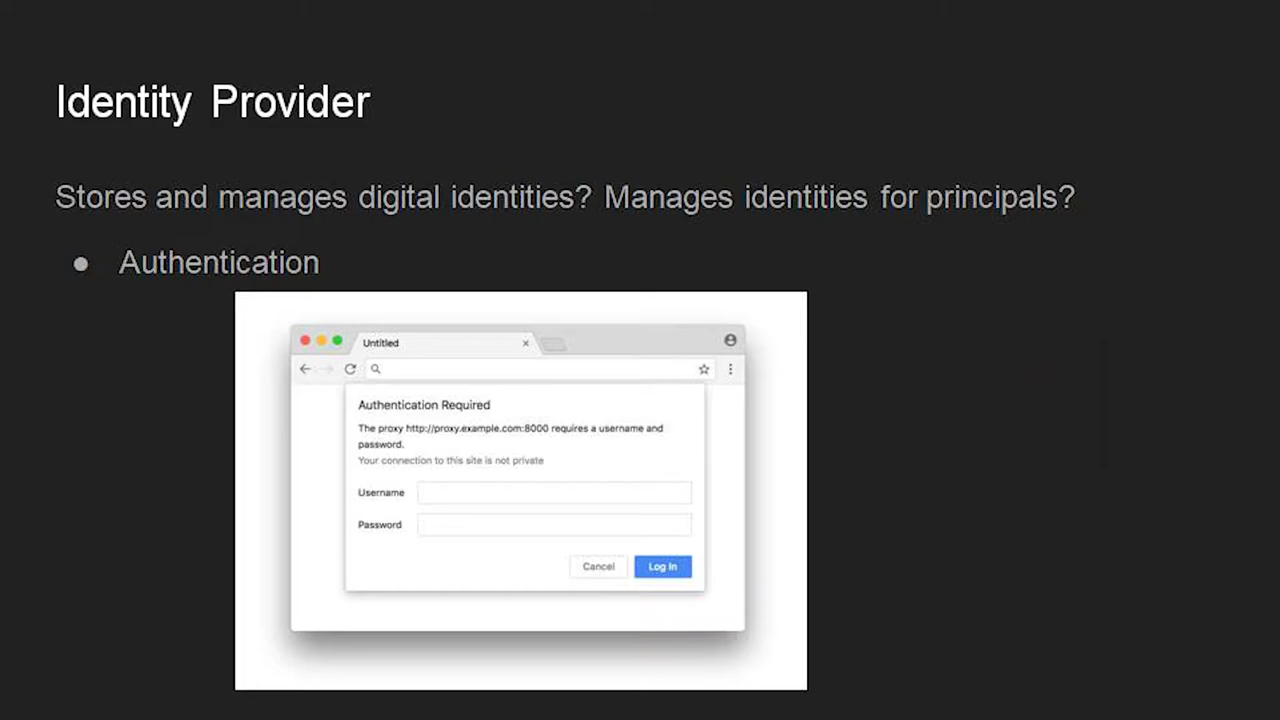 Identity Provider
Stores and manages digital identities? Manages identities for principals?
● Authentication
Untitled
Authentication Required
The proxy http://proxy.example.com:8000 requires a username and
password.
Your connection to this site is not private
Username
Password
Cancel
Log In